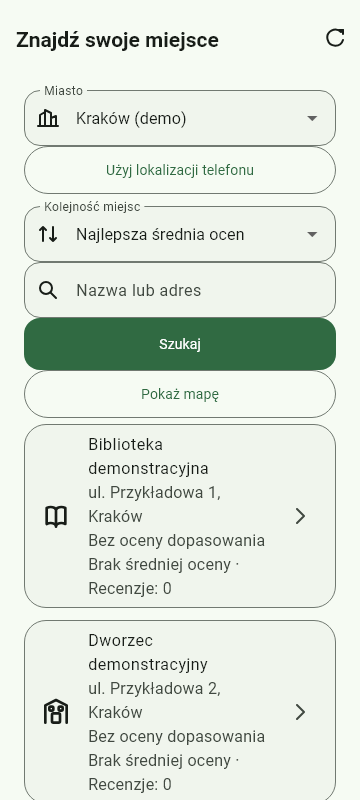 Znajdź swoje miejsce
Miasto
Kraków (demo)
Użyj lokalizacji telefonu
Kolejność miejsc
Najlepsza średnia ocen
Nazwa lub adres
Szukaj
Pokaż mapę
Biblioteka
demonstracyjna
ul. Przykładowa 1,
Kraków
Bez oceny dopasowania
Brak średniej oceny ·
Recenzje: 0
Dworzec
demonstracyjny
ul. Przykładowa 2,
Kraków
Bez oceny dopasowania
Brak średniej oceny ·
Recenzje: 0